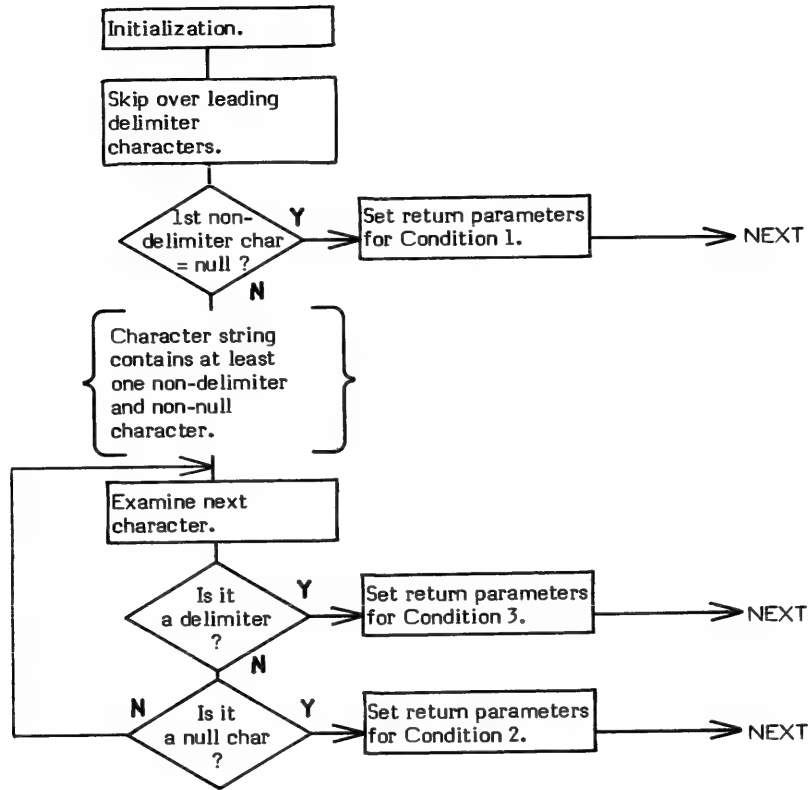 Initialization.
Skip over leading
delimiter
characters.
1st non-
delimiter char
= null ?
Y
Set return parameters
for Condition 1.
NEXT
N
Character string
contains at least
one non-delimiter
and non-null
character.
Examine next
character.
Is it
a delimiter
?
Y
Set return parameters
for Condition 3.
NEXT
N
N
Is it
a null char
?
Y
Set return parameters
for Condition 2.
NEXT